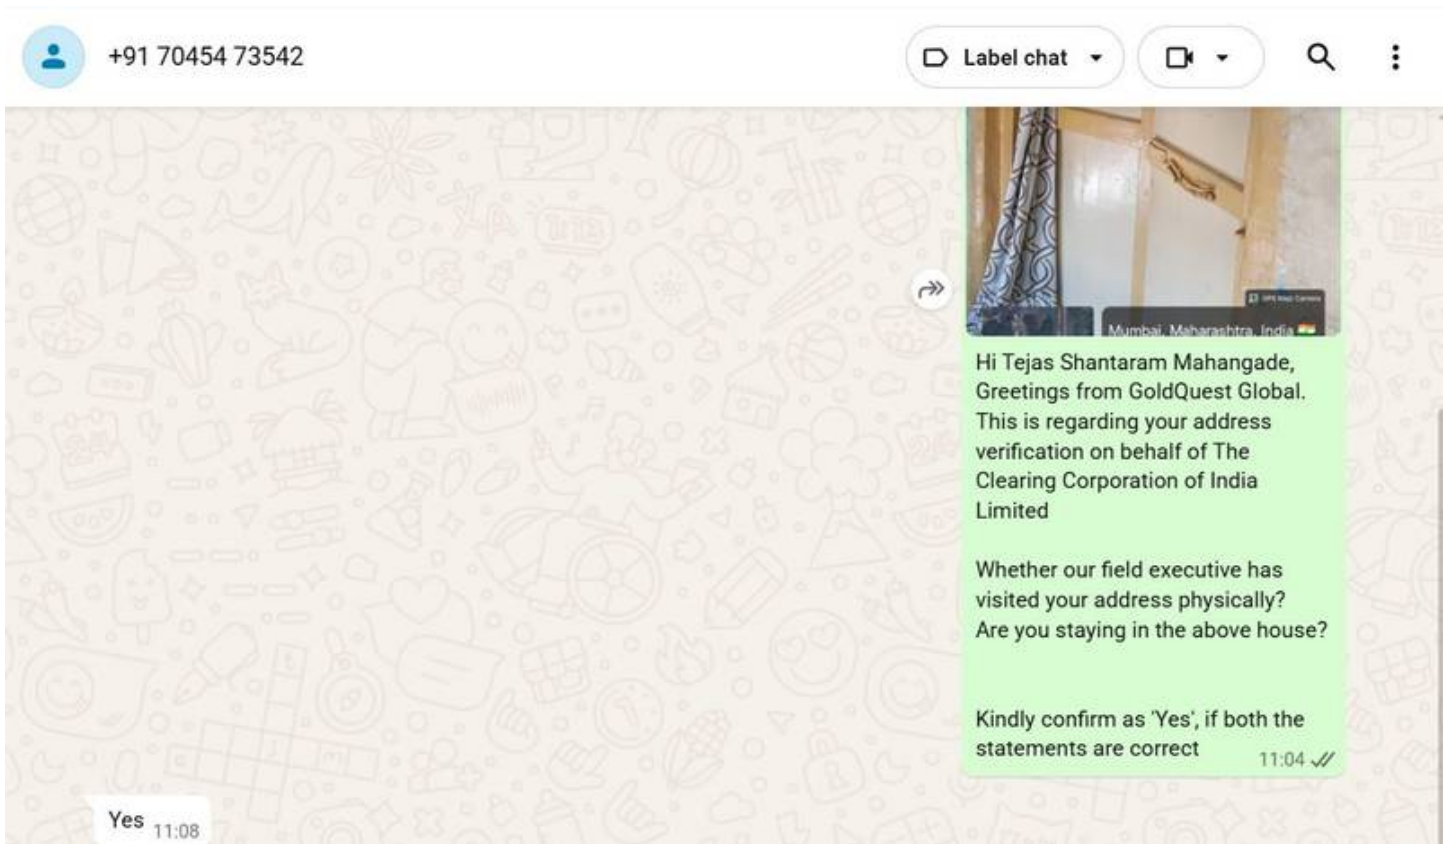 +91 70454 73542
Label chat
GPS Map Camera
Mumbai, Maharashtra, India
Hi Tejas Shantaram Mahangade,
Greetings from GoldQuest Global.
This is regarding your address
verification on behalf of The
Clearing Corporation of India
Limited
Whether our field executive has
visited your address physically?
Are you staying in the above house?
Kindly confirm as 'Yes', if both the
statements are correct
11:04
Yes 11:08